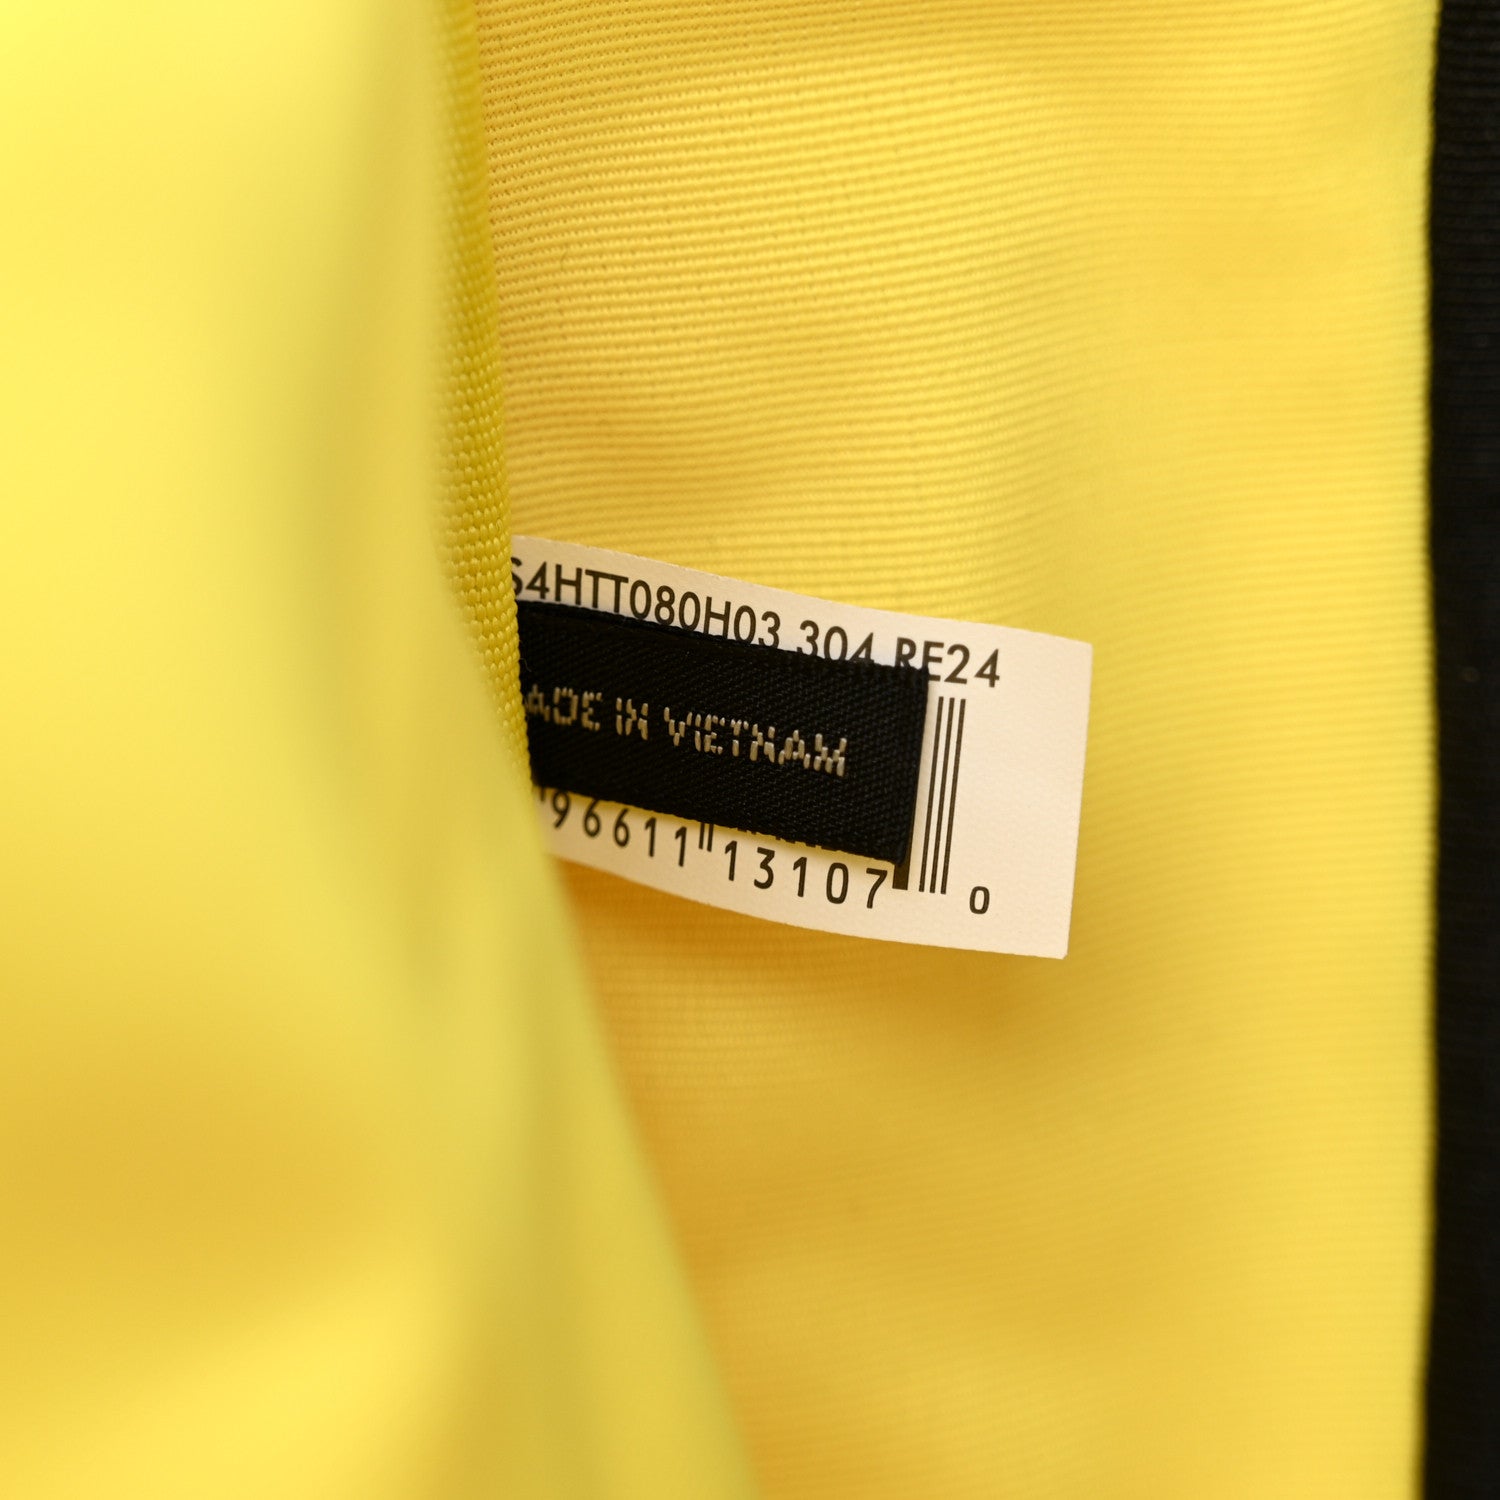 S4HTT080H03 304 RE24
ADE IN VIETNAM
96611 13107 0